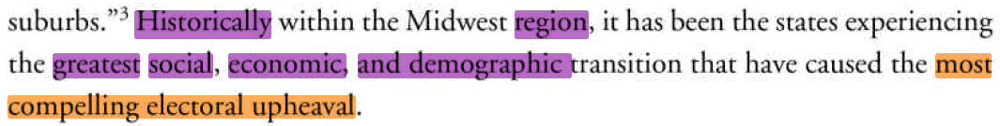 suburbs.”³ Historically within the Midwest region, it has been the states experiencing
the greatest social, economic, and demographic transition that have caused the most
compelling electoral upheaval.